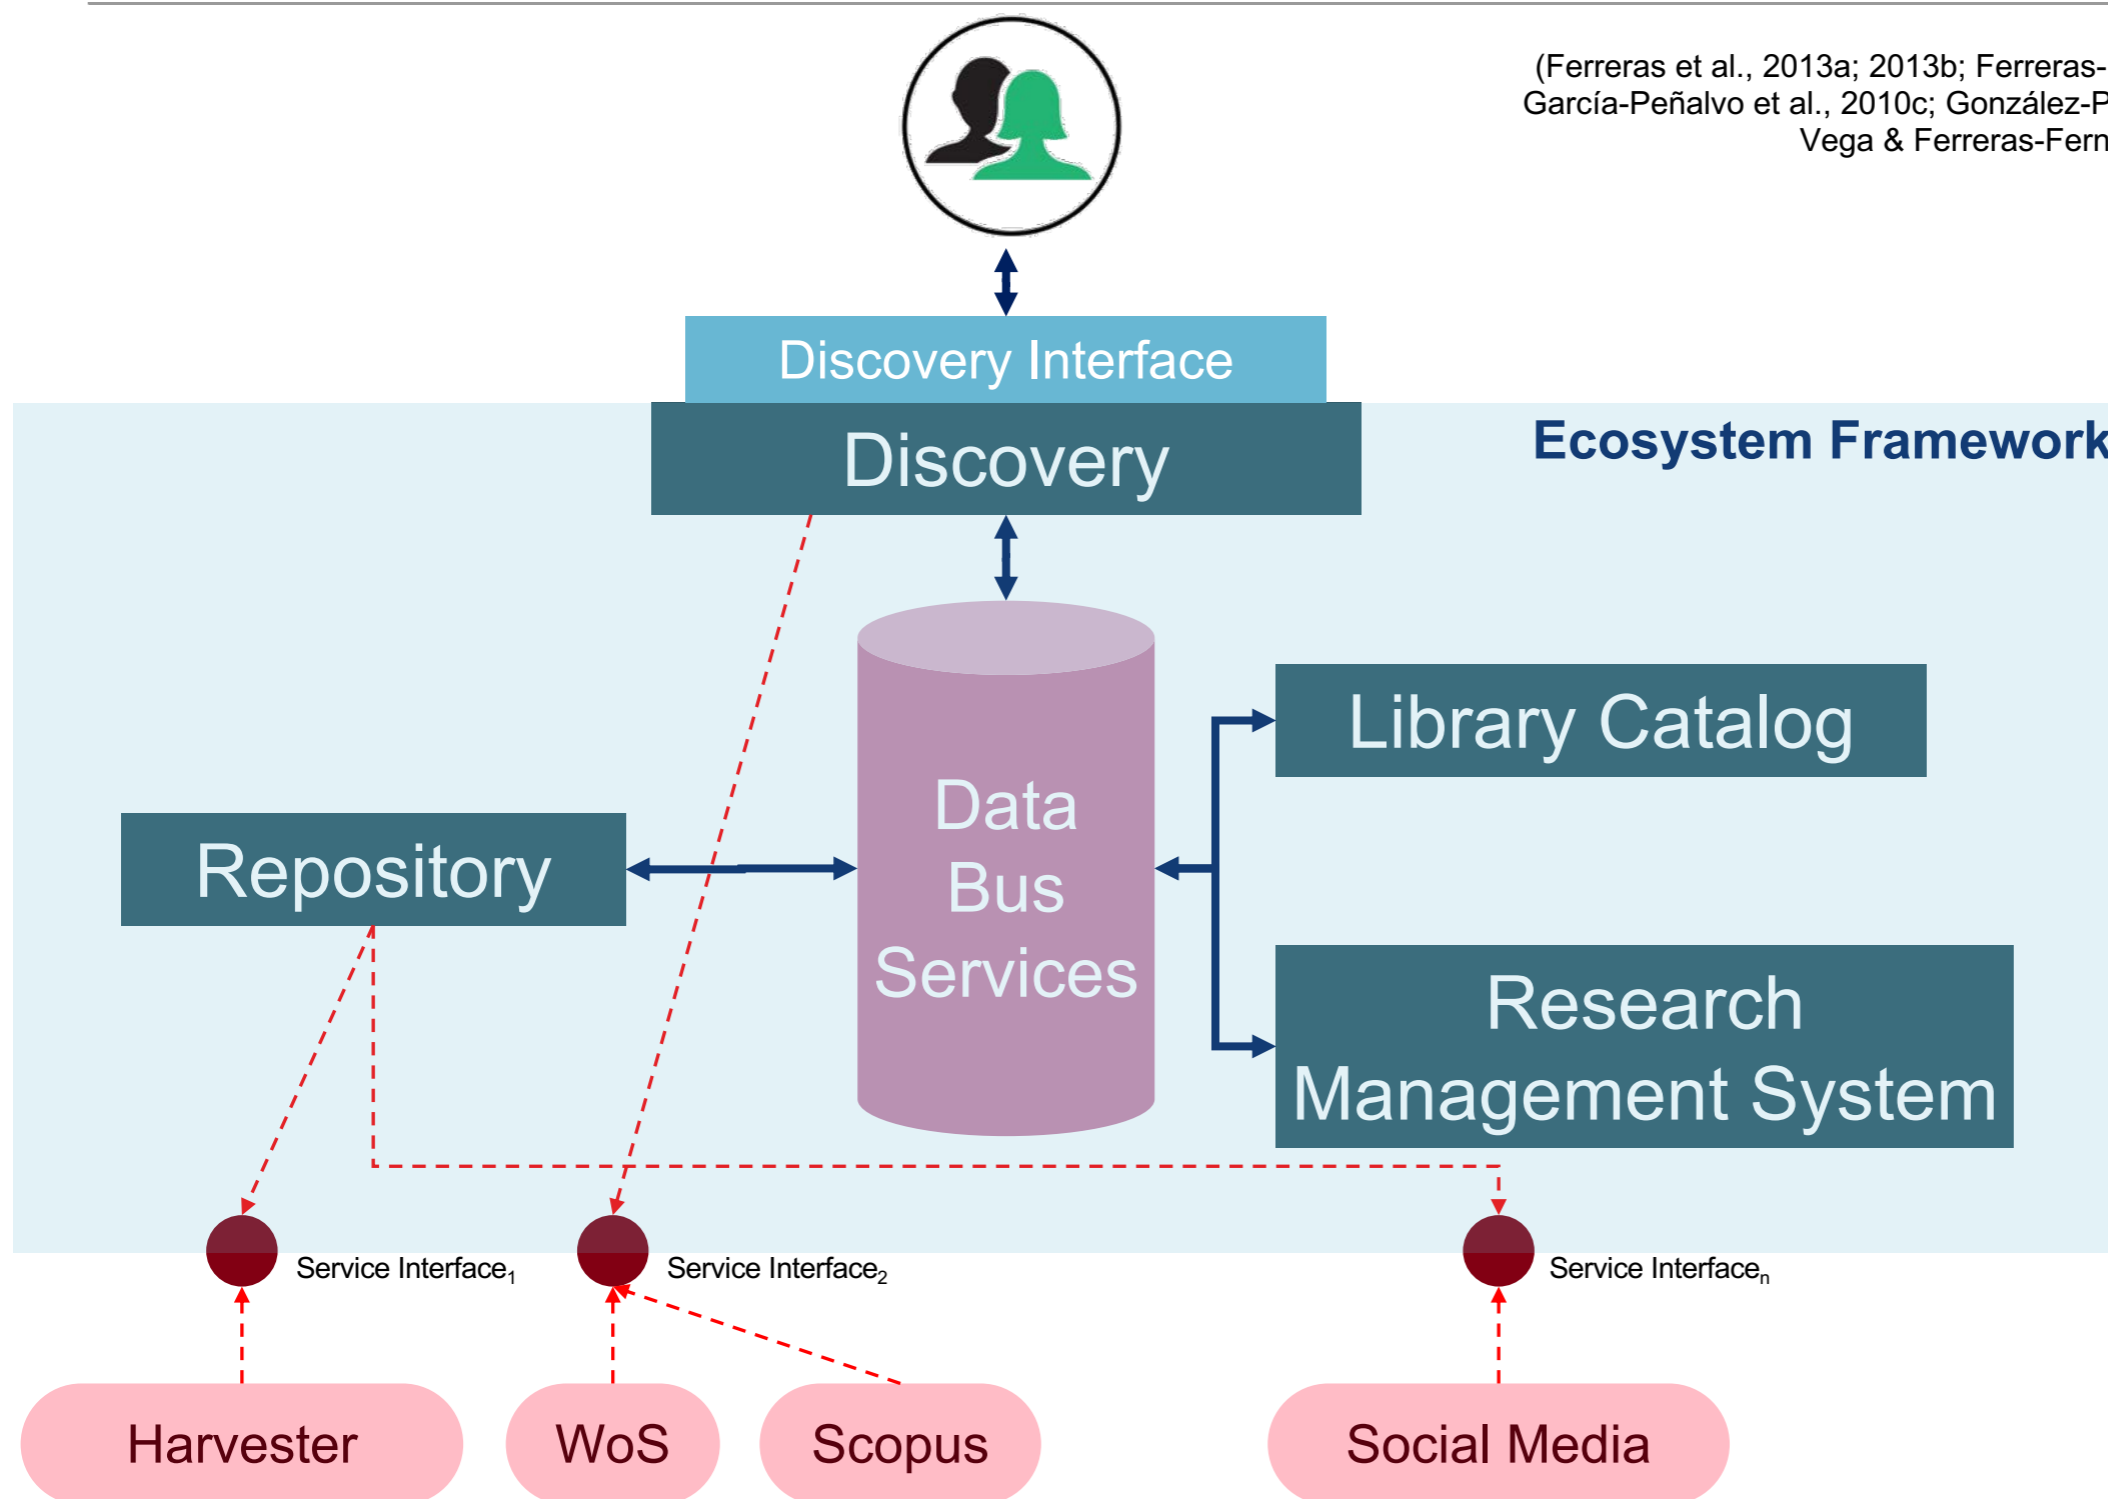 (Ferreras et al., 2013a; 2013b; Ferreras-
García-Peñalvo et al., 2010c; González-P
Vega & Ferreras-Fern
Discovery Interface
Discovery
Ecosystem Framework
Library Catalog
Data
Bus
Services
Repository
Research
Management System
Service Interface₁
Service Interface₂
Service Interfaceₙ
Harvester
WoS
Scopus
Social Media